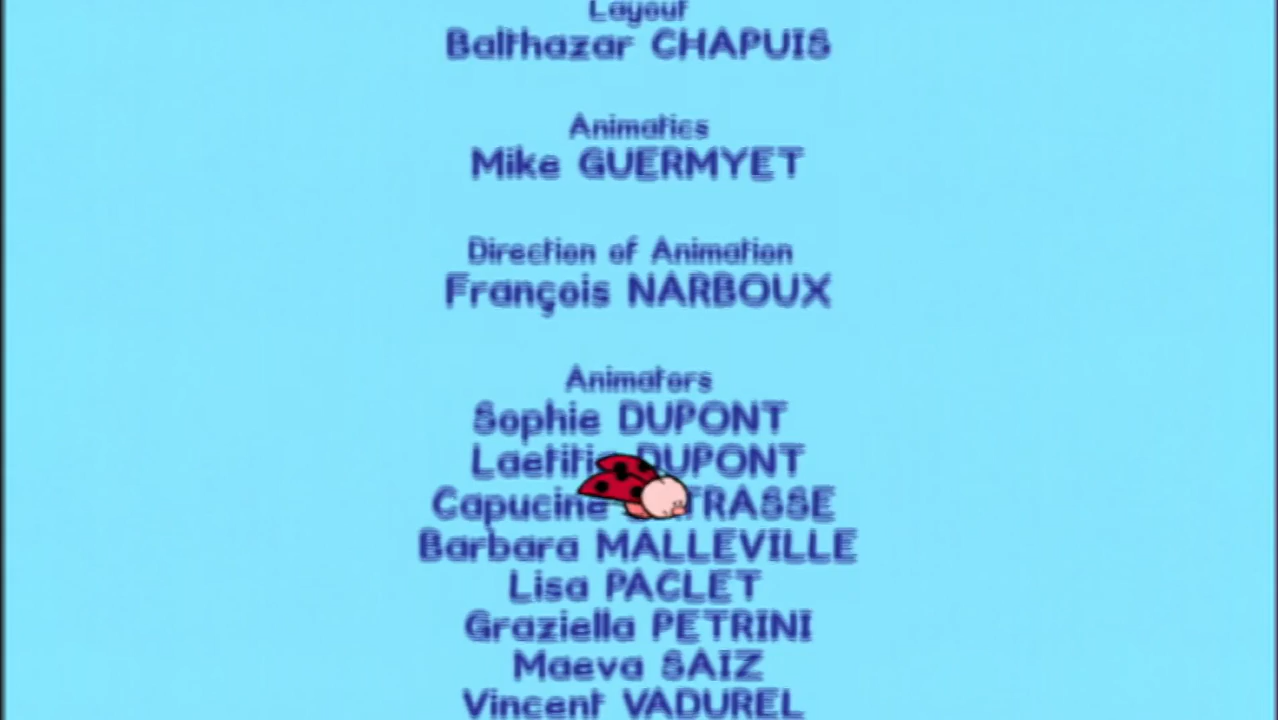 Layout
Balthazar CHAPUIS
Animatics
Mike GUERMYET
Direction of Animation
François NARBOUX
Animators
Sophie DUPONT
DUPONT
Capucine
Barbara MALLEVILLE
Lisa PACLET
Graziella PETRINI
Maeva SAIZ
Vincent VADUREL